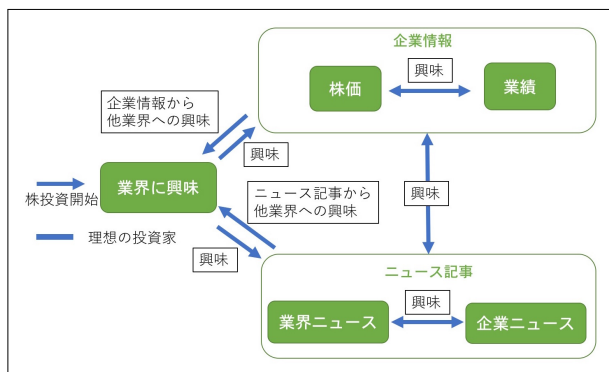 企業情報
興味
株価
業績
企業情報から
他業界への興味
興味
業界に興味
ニュース記事から
他業界への興味
興味
株投資開始
理想の投資家
興味
ニュース記事
興味
業界ニュース
企業ニュース